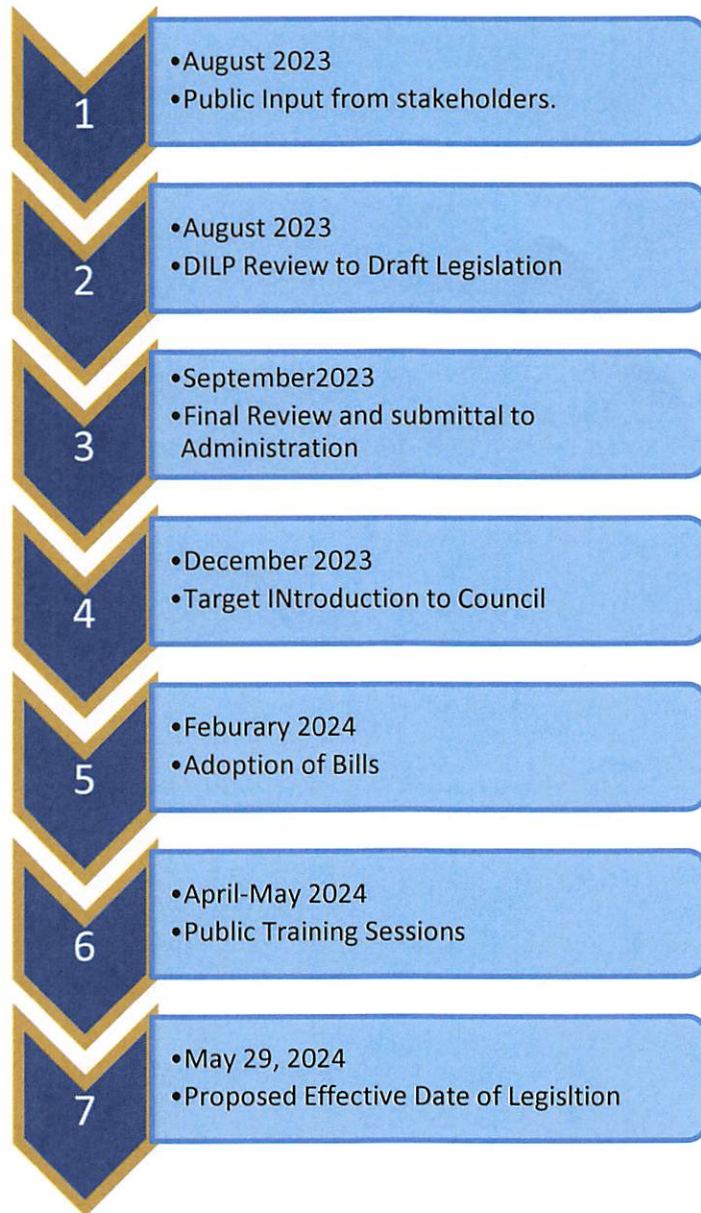 1
•August 2023
•Public Input from stakeholders.
2
•August 2023
•DILP Review to Draft Legislation
3
•September2023
•Final Review and submittal to
Administration
4
•December 2023
•Target INtroduction to Council
5
•Feburary 2024
•Adoption of Bills
6
•April-May 2024
•Public Training Sessions
7
•May 29, 2024
•Proposed Effective Date of Legisltion